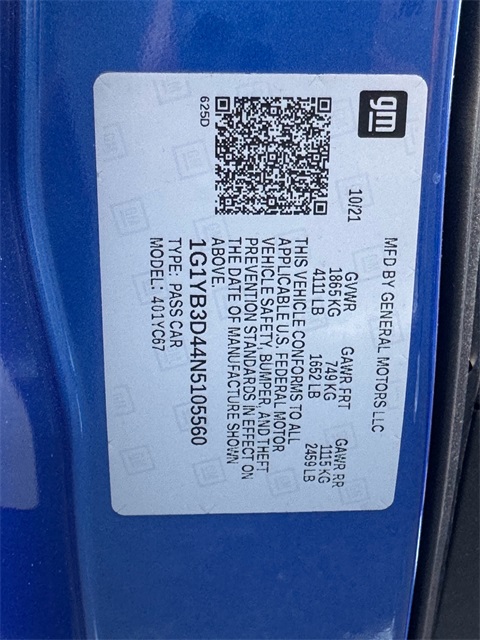 gm
MFD BY GENERAL MOTORS LLC
10/21
GVWR GAWR FRT GAWR RR
1865 KG 749 KG 1115 KG
4111 LB 1652 LB 2459 LB
THIS VEHICLE CONFORMS TO ALL
APPLICABLE U.S. FEDERAL MOTOR
VEHICLE SAFETY, BUMPER, AND THEFT
PREVENTION STANDARDS IN EFFECT ON
THE DATE OF MANUFACTURE SHOWN
ABOVE.
1G1YB3D44N5105560
TYPE: PASS CAR
MODEL: 401YC67
625D